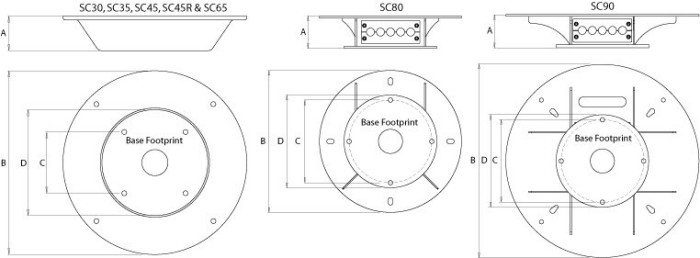 SC30, SC35, SC45, SC45R & SC65
SC80
SC90
A
A
A
B
D
C
Base Footprint
B
D
C
Base Footprint
B
D
C
Base Footprint